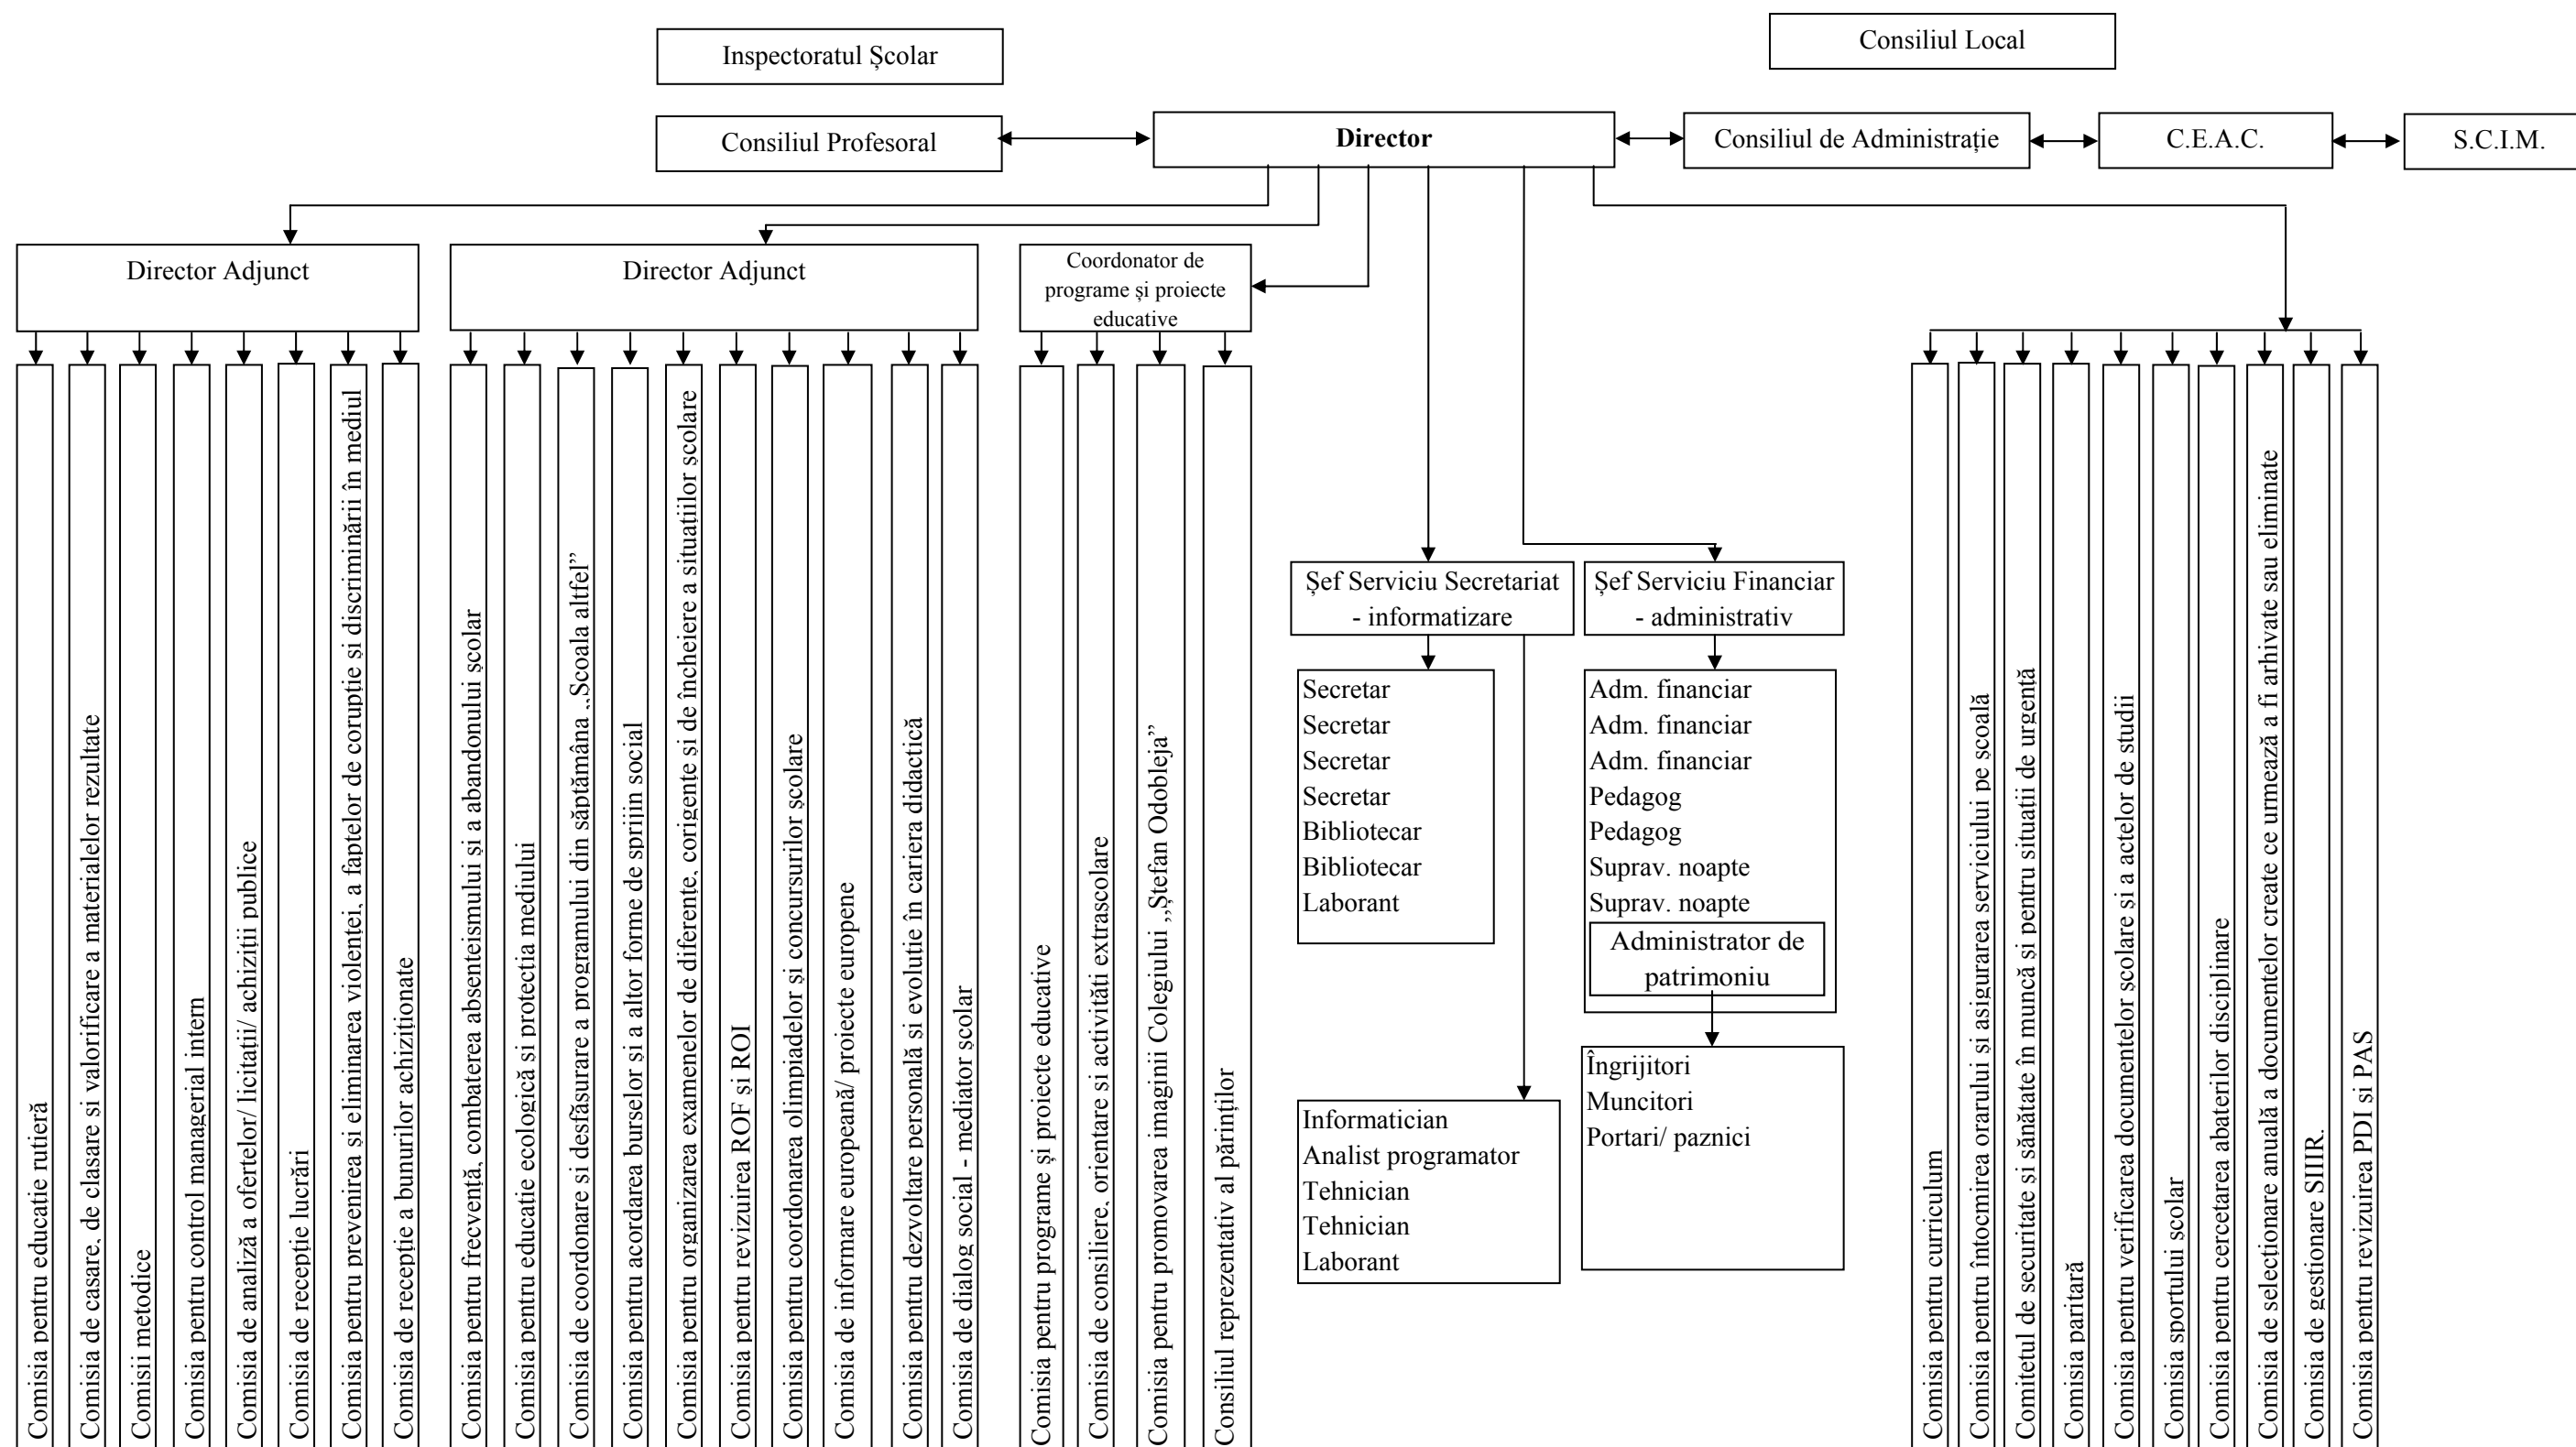 Inspectoratul Școlar
Consiliul Local
Consiliul Profesoral
Director
Consiliul de Administrație
C.E.A.C.
S.C.I.M.
Director Adjunct
Director Adjunct
Coordonator de
programe și proiecte
educative
Comisia pentru educație rutieră
Comisia de casare, de clasare si valorificare a materialelor rezultate
Comisii metodice
Comisia pentru control managerial intern
Comisia de analiză a ofertelor/ licitații/ achiziții publice
Comisia de recepție lucrări
Comisia pentru prevenirea și eliminarea violenței, a faptelor de corupție si discriminării în mediul
Comisia de recepție a bunurilor achiziționate
Comisia pentru frecvență, combaterea absenteismului și a abandonului școlar
Comisia pentru educație ecologică si protecția mediului
Comisia de coordonare si desfășurare a programului din săptămâna ,,Școala altfel”
Comisia pentru acordarea burselor și a altor forme de sprijin social
Comisia pentru organizarea examenelor de diferențe, corigențe și de încheiere a situațiilor școlare
Comisia pentru revizuirea ROF și ROI
Comisia pentru coordonarea olimpiadelor și concursurilor școlare
Comisia de informare europeană/ proiecte europene
Comisia pentru dezvoltare personală si evoluție în cariera didactică
Comisia de dialog social - mediator școlar
Comisia pentru programe și proiecte educative
Comisia de consiliere, orientare si activități extrascolare
Comisia pentru promovarea imaginii Colegiului ,,Ștefan Odobleja”
Consiliul reprezentativ al părinților
Șef Serviciu Secretariat
- informatizare
Șef Serviciu Financiar
- administrativ
Secretar
Secretar
Secretar
Secretar
Bibliotecar
Bibliotecar
Laborant
Adm. financiar
Adm. financiar
Adm. financiar
Pedagog
Pedagog
Suprav. noapte
Suprav. noapte
Administrator de
patrimoniu
Informatician
Analist programator
Tehnician
Tehnician
Laborant
Îngrijitori
Muncitori
Portari/ paznici
Comisia pentru curriculum
Comisia pentru întocmirea orarului și asigurarea serviciului pe școală
Comitetul de securitate și sănătate în muncă și pentru situații de urgență
Comisia paritară
Comisia pentru verificarea documentelor școlare si a actelor de studii
Comisia sportului școlar
Comisia pentru cercetarea abaterilor disciplinare
Comisia de selecționare anuală a documentelor create ce urmează a fi arhivate sau eliminate
Comisia de gestionare SIIIR.
Comisia pentru revizuirea PDI si PAS